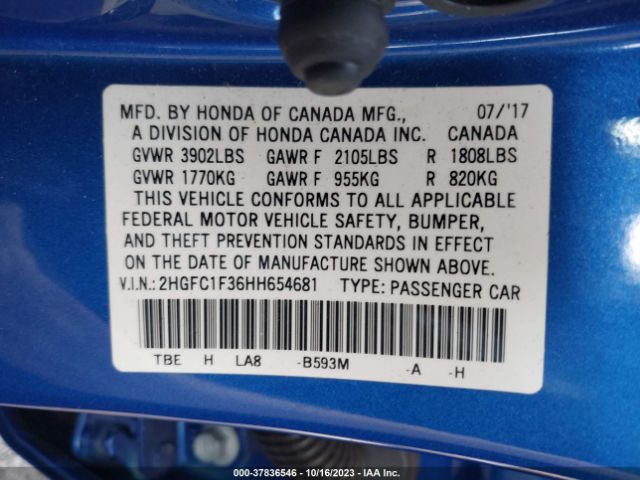 MFD. BY HONDA OF CANADA MFG., 07/'17
A DIVISION OF HONDA CANADA INC. CANADA
GVWR 3902LBS GAWR F 2105LBS R 1808LBS
GVWR 1770KG GAWR F 955KG R 820KG
THIS VEHICLE CONFORMS TO ALL APPLICABLE
FEDERAL MOTOR VEHICLE SAFETY, BUMPER,
AND THEFT PREVENTION STANDARDS IN EFFECT
ON THE DATE OF MANUFACTURE SHOWN ABOVE.
V.I.N.: 2HGFC1F36HH654681 TYPE: PASSENGER CAR
TBE H LA8 -B593M -A -H
000-37836546 - 10/16/2023 - IAA Inc.